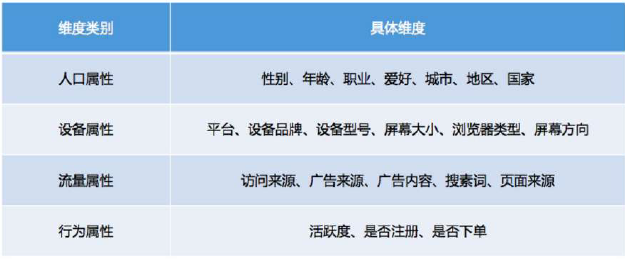 维度类别 具体维度
人口属性 性别、年龄、职业、爱好、城市、地区、国家
设备属性 平台、设备品牌、设备型号、屏幕大小、浏览器类型、屏幕方向
流量属性 访问来源、广告来源、广告内容、搜素词、页面来源
行为属性 活跃度、是否注册、是否下单